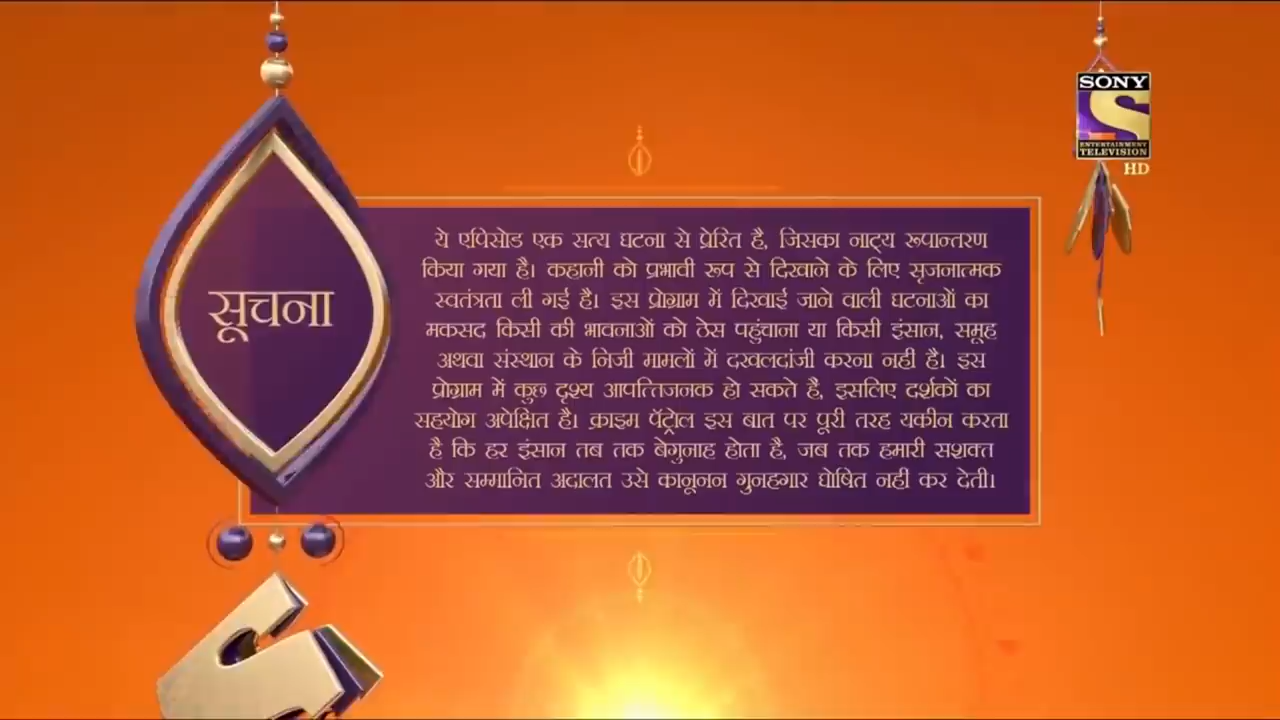 SONY
ENTERTAINMENT
TELEVISION
HD
सूचना
ये एपिसोड एक सत्य घटना से प्रेरित है, जिसका नाट्य रूपान्तरण
किया गया है। कहानी को प्रभावी रूप से दिखाने के लिए सृजनात्मक
स्वतंत्रता ली गई है। इस प्रोग्राम में दिखाई जाने वाली घटनाओं का
मकसद किसी की भावनाओं को ठेस पहुंचाना या किसी इंसान, समूह
अथवा संस्थान के निजी मामलों में दखलदांजी करना नहीं है। इस
प्रोग्राम में कुछ दृश्य आपत्तिजनक हो सकते है, इसलिए दर्शकों का
सहयोग अपेक्षित है। क्राइम पॅट्रोल इस बात पर पूरी तरह यकीन करता
है कि हर इंसान तब तक बेगुनाह होता है, जब तक हमारी सशक्त
और सम्मानित अदालत उसे कानूनन गुनहगार घोषित नहीं कर देती।